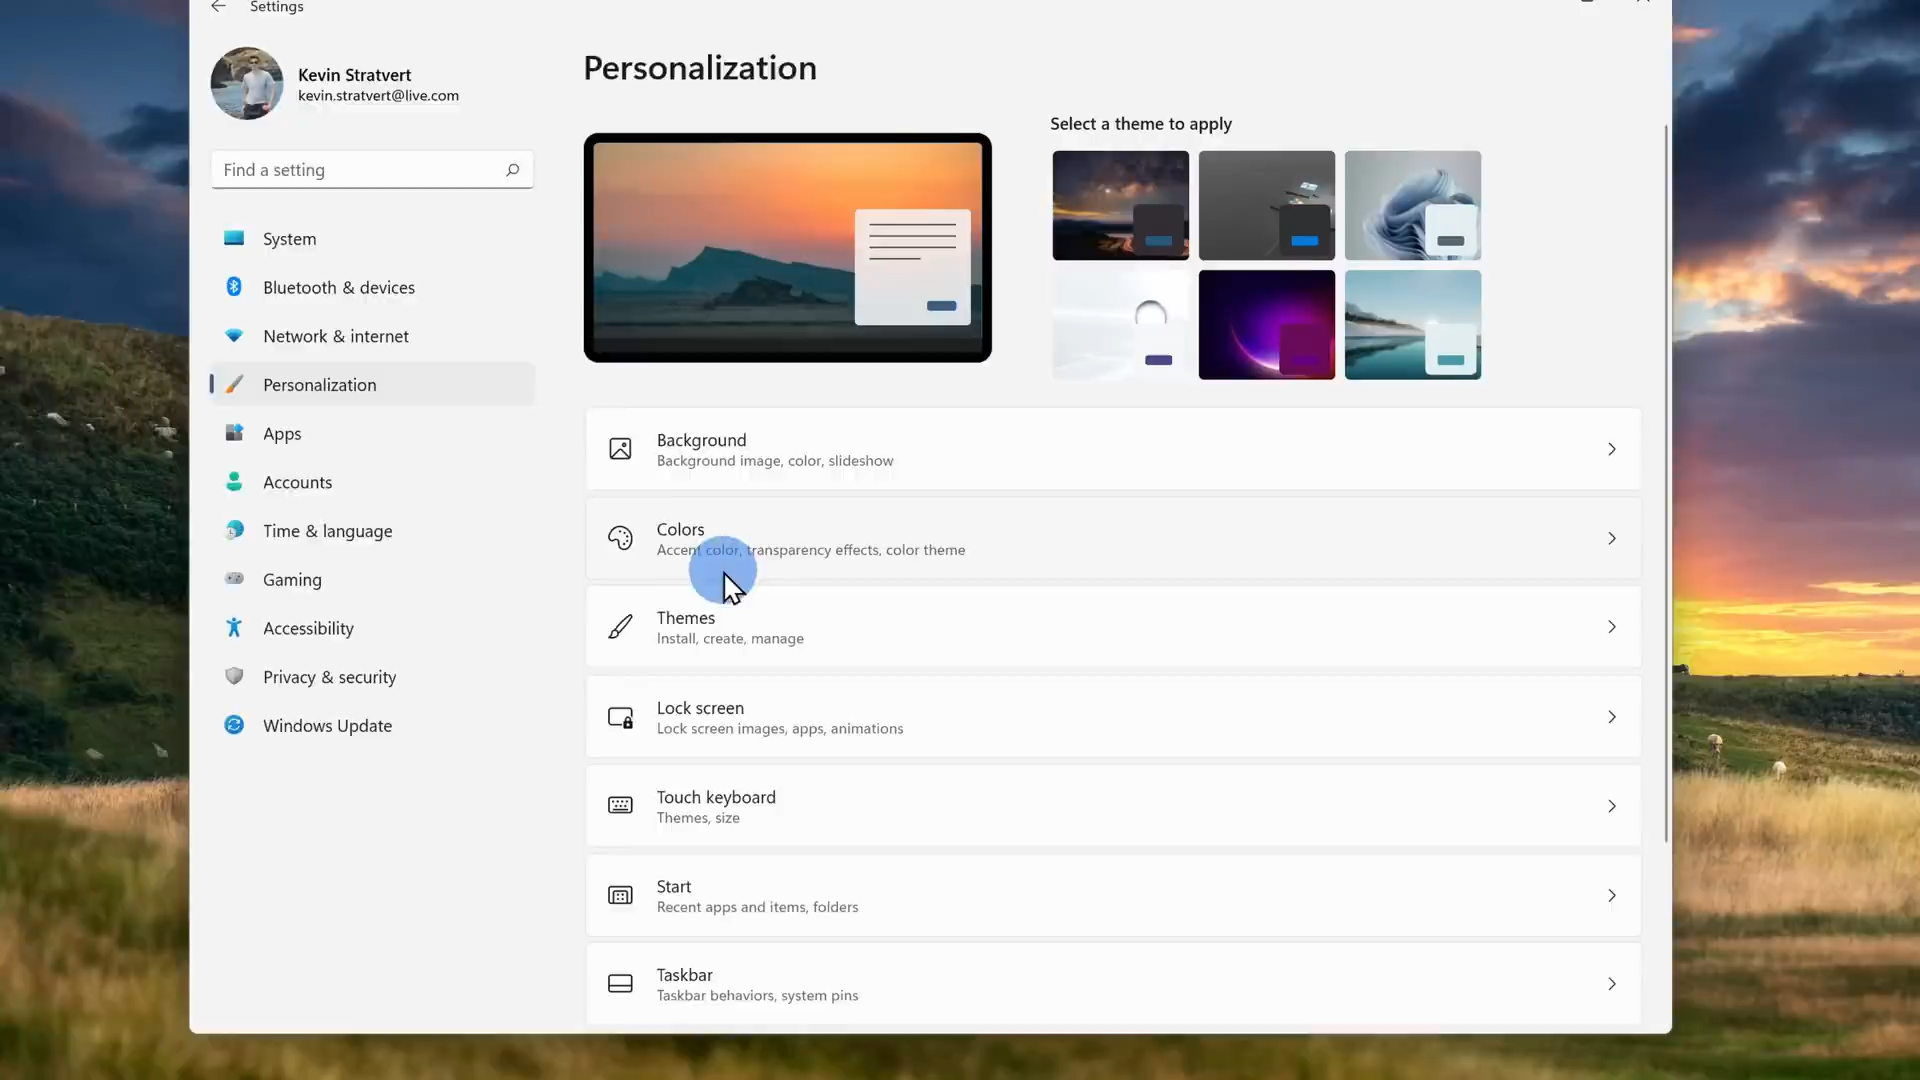 Settings
Kevin Stratvert
kevin.stratvert@live.com
Find a setting
System
Bluetooth & devices
Network & internet
Personalization
Apps
Accounts
Time & language
Gaming
Accessibility
Privacy & security
Windows Update
Personalization
Select a theme to apply
Background
Background image, color, slideshow
Colors
Accent color, transparency effects, color theme
Themes
Install, create, manage
Lock screen
Lock screen images, apps, animations
Touch keyboard
Themes, size
Start
Recent apps and items, folders
Taskbar
Taskbar behaviors, system pins